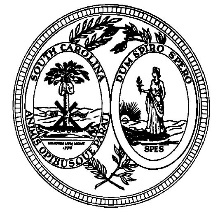 SOUTH CAROLINA
ANIMIS OPIBUSQUE PARATI
DUM SPIRO SPERO
SPES